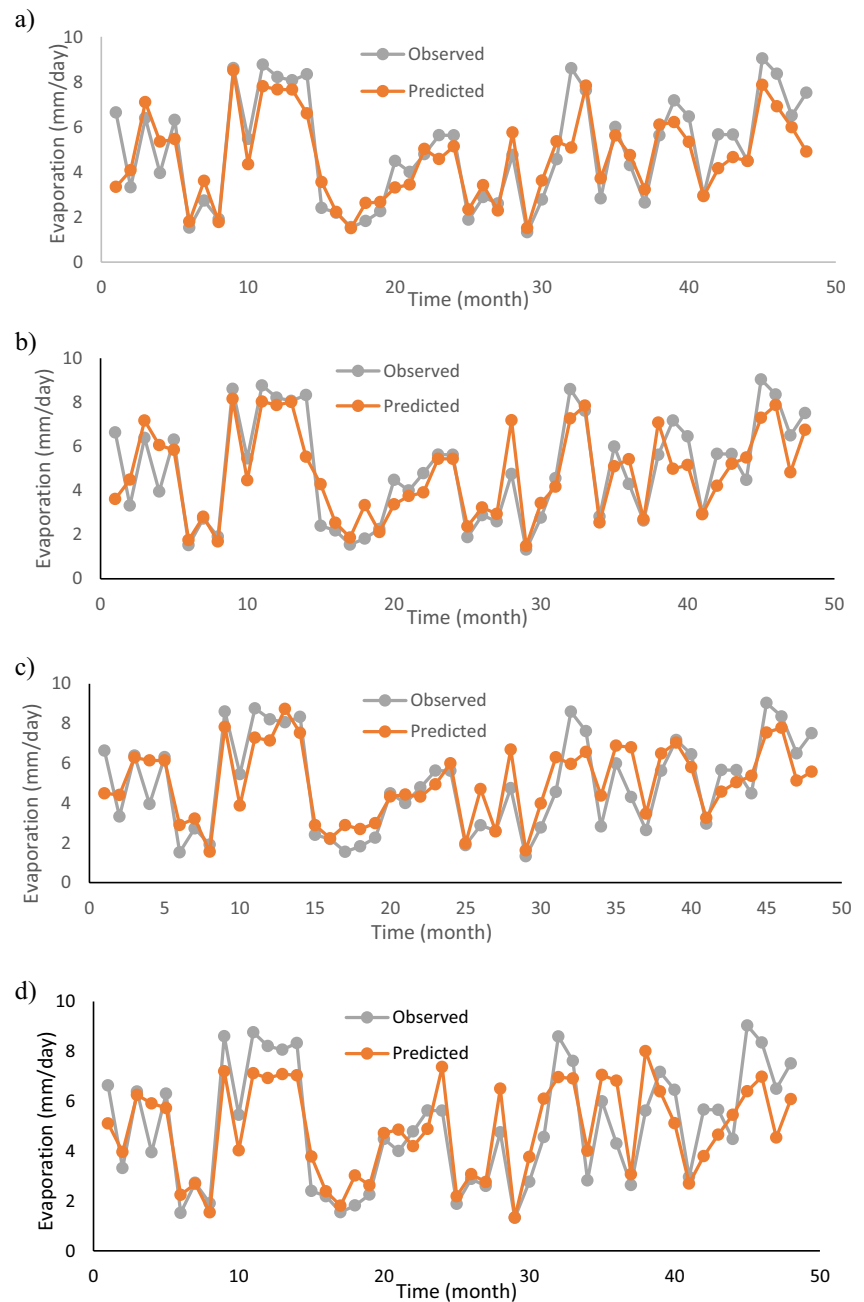 a)
10
8
6
4
2
0
Evaporation (mm/day)
Observed
Predicted
0 10 20 30 40 50
Time (month)
b)
10
8
6
4
2
0
Evaporation (mm/day)
Observed
Predicted
0 10 20 30 40 50
Time (month)
c)
10
8
6
4
2
0
Evaporation (mm/day)
Observed
Predicted
0 5 10 15 20 25 30 35 40 45 50
Time (month)
d)
10
8
6
4
2
0
Evaporation (mm/day)
Observed
Predicted
0 10 20 30 40 50
Time (month)